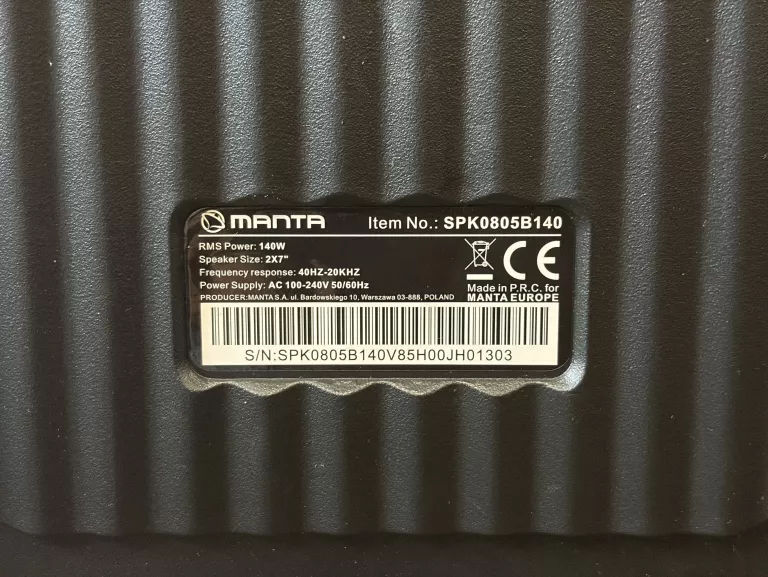 MANTA Item No.: SPK0805B140
RMS Power: 140W
Speaker Size: 2X7"
Frequency response: 40HZ-20KHZ
Power Supply: AC 100-240V 50/60Hz
Made in P.R.C. for
MANTA EUROPE
PRODUCER:MANTA S.A. ul. Bardowskiego 10, Warszawa 03-888, POLAND
S/N:SPK0805B140V85H00JH01303